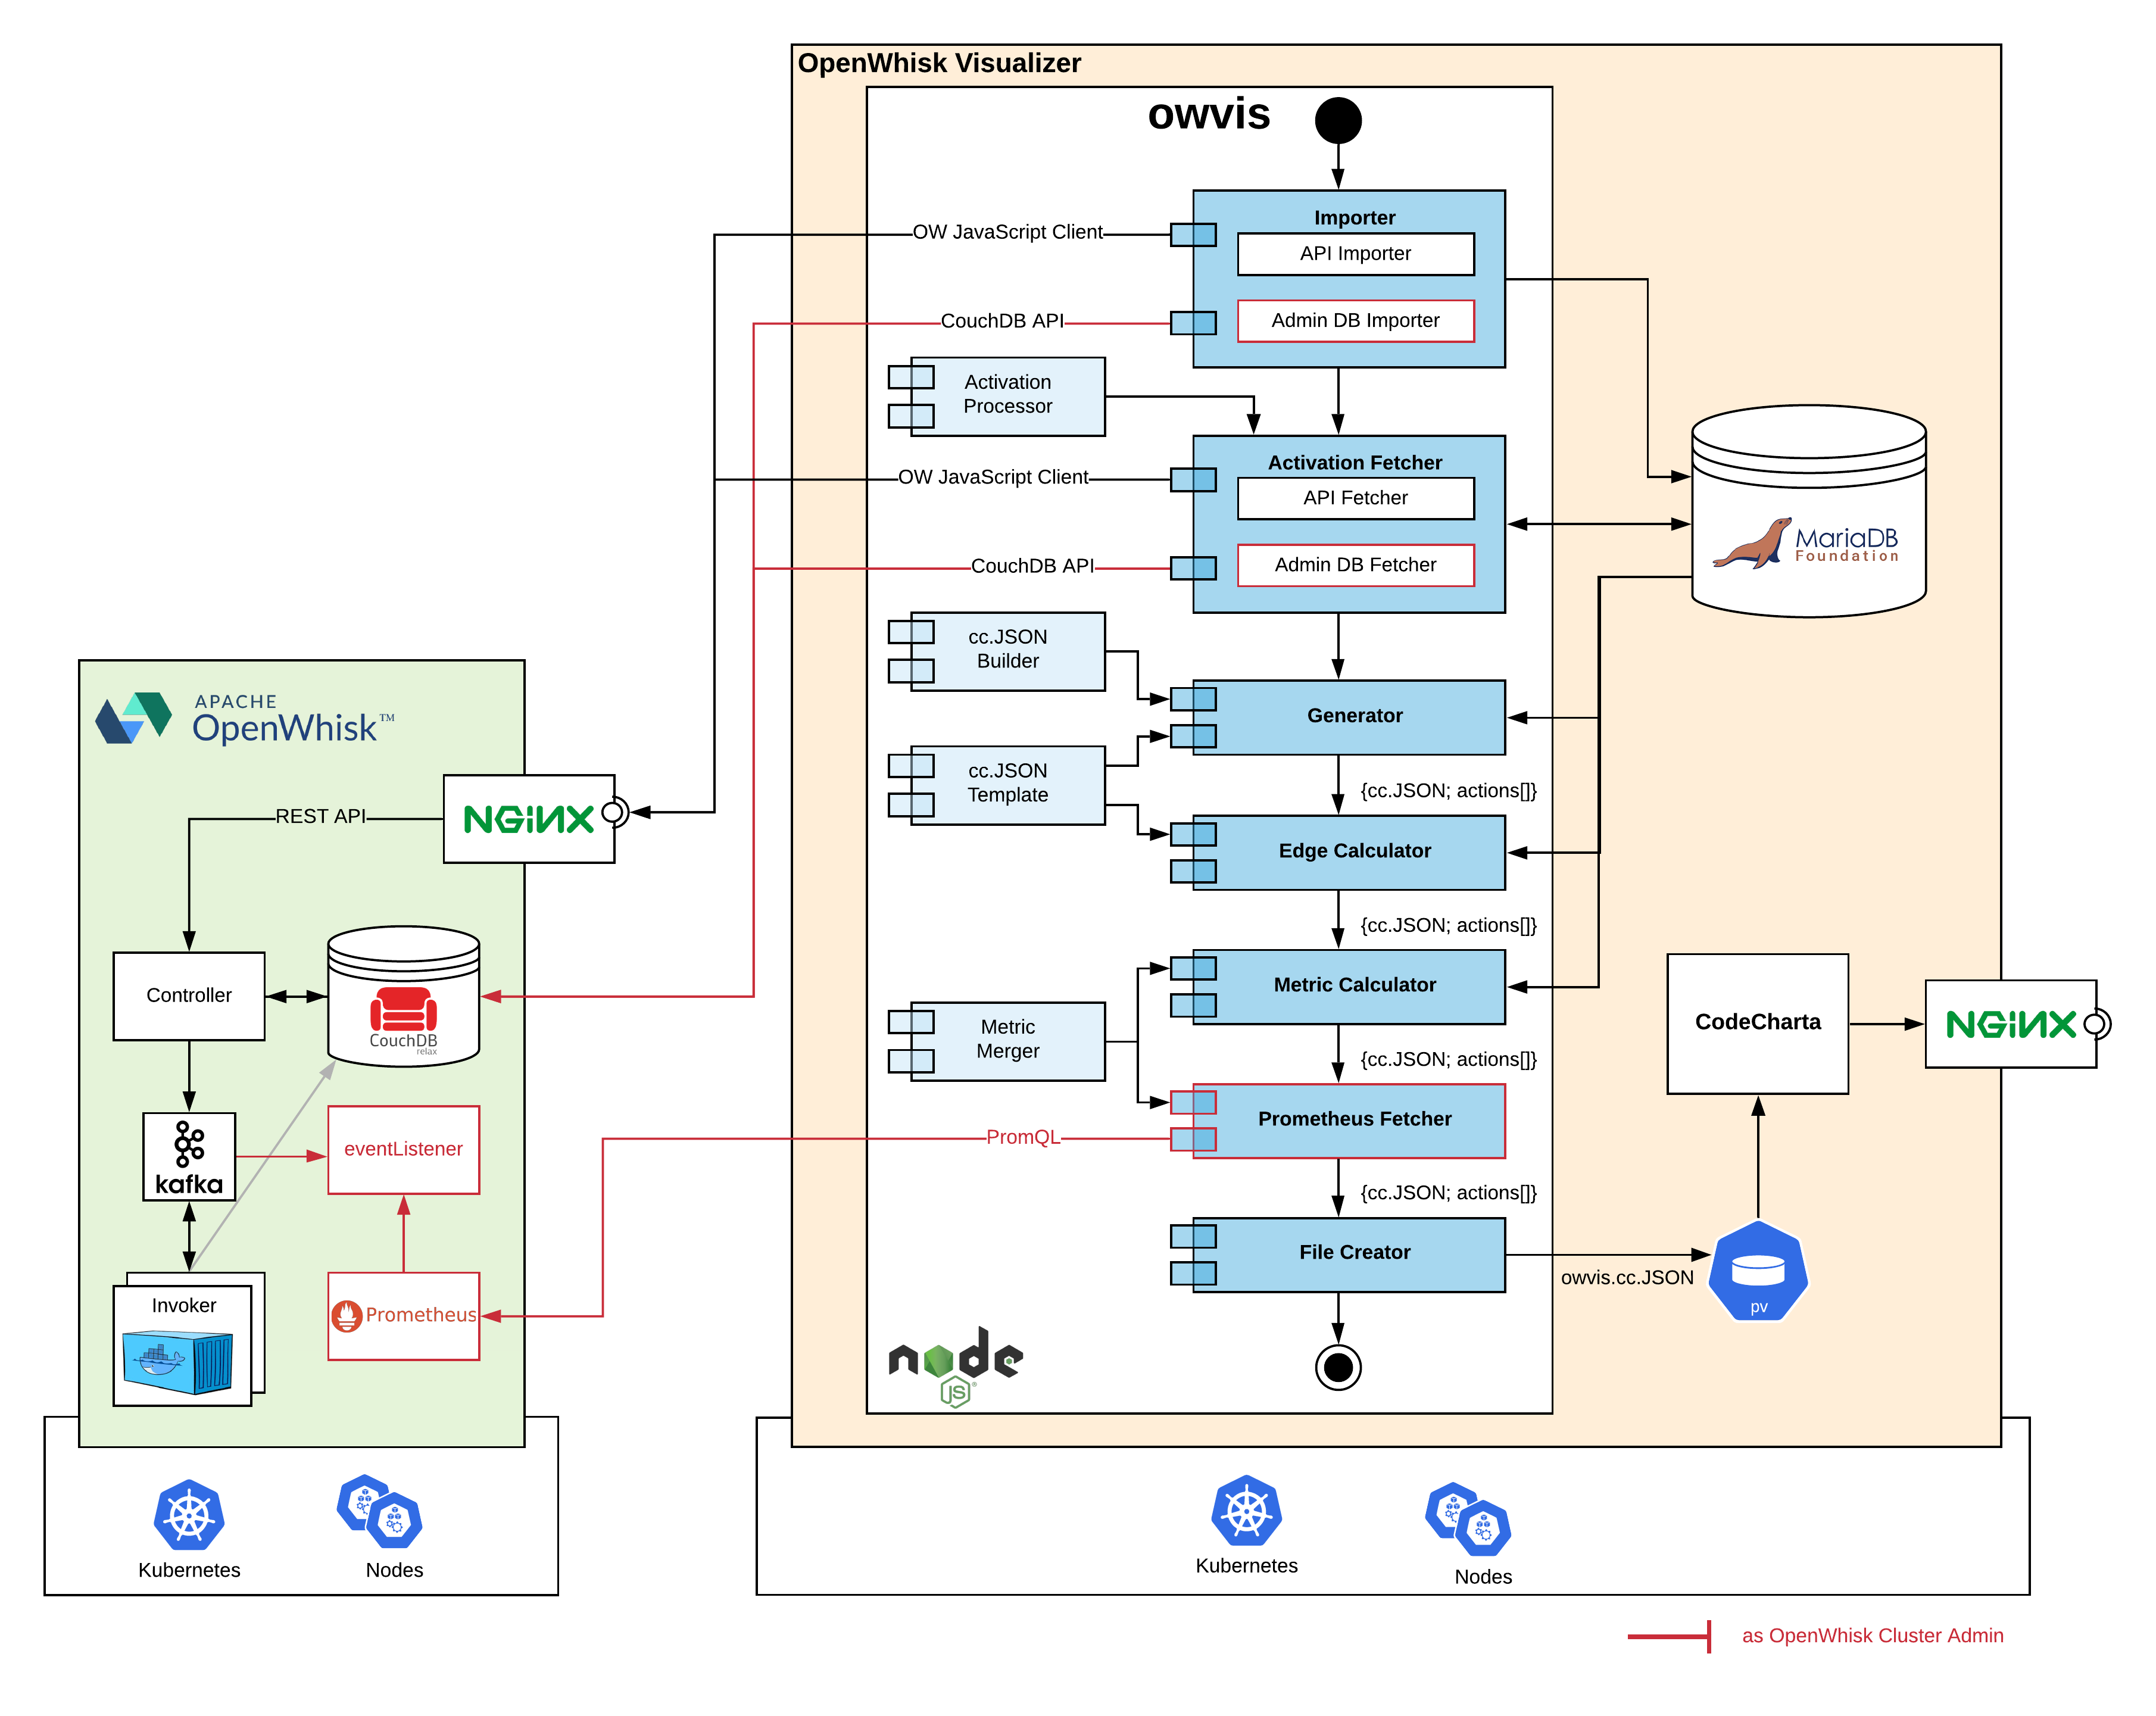 OpenWhisk Visualizer
owvis
Importer
API Importer
Admin DB Importer
OW JavaScript Client
CouchDB API
Activation
Processor
Activation Fetcher
API Fetcher
Admin DB Fetcher
OW JavaScript Client
CouchDB API
MariaDB
Foundation
cc.JSON
Builder
Generator
cc.JSON
Template
{cc.JSON; actions[]}
Edge Calculator
{cc.JSON; actions[]}
Metric Calculator
Metric
Merger
{cc.JSON; actions[]}
Prometheus Fetcher
PromQL
{cc.JSON; actions[]}
File Creator
owvis.cc.JSON
pv
CodeCharta
NGINX
node
JS
APACHE
OpenWhisk™
NGINX
REST API
Controller
CouchDB
relax
kafka
eventListener
Invoker
Prometheus
Kubernetes
Nodes
Kubernetes
Nodes
as OpenWhisk Cluster Admin